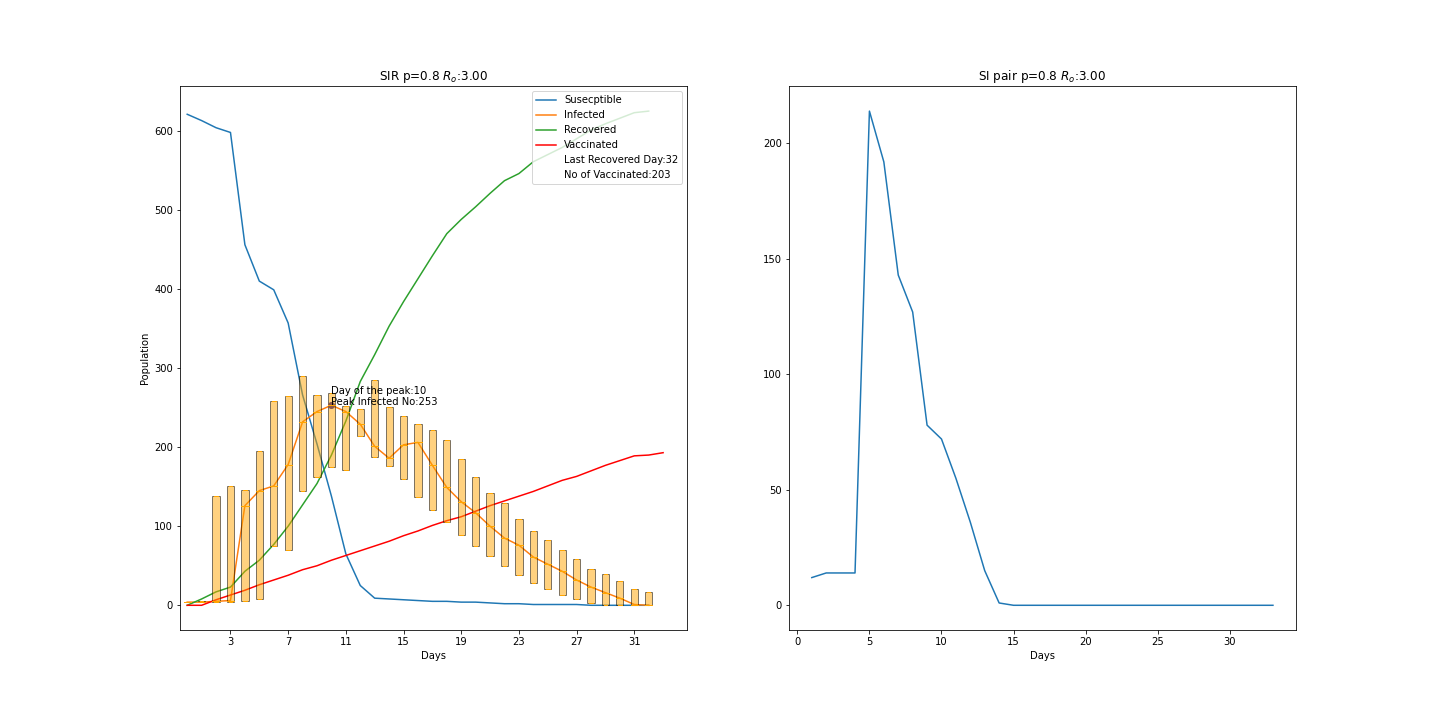 SIR p=0.8 Rₒ:3.00
Susecptible
Infected
Recovered
Vaccinated
Last Recovered Day:32
No of Vaccinated:203
Day of the peak:10
Peak Infected No:253
Population
600
500
400
300
200
100
0
3 7 11 15 19 23 27 31
Days
SI pair p=0.8 Rₒ:3.00
200
150
100
50
0
0 5 10 15 20 25 30
Days